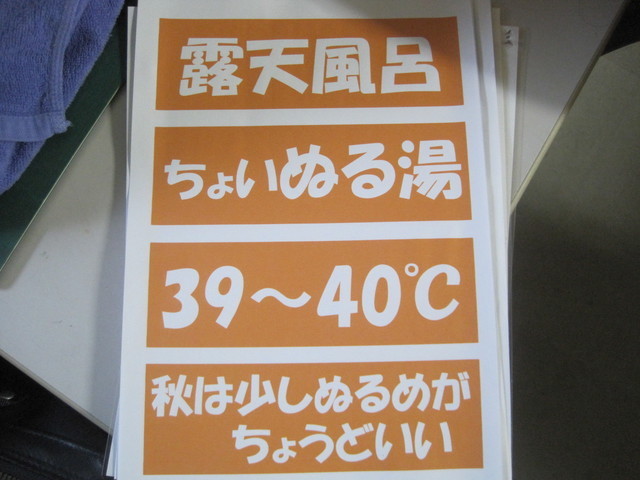 露天風呂
ちょいぬる湯
39～40℃
秋は少しぬるめが
ちょうどいい